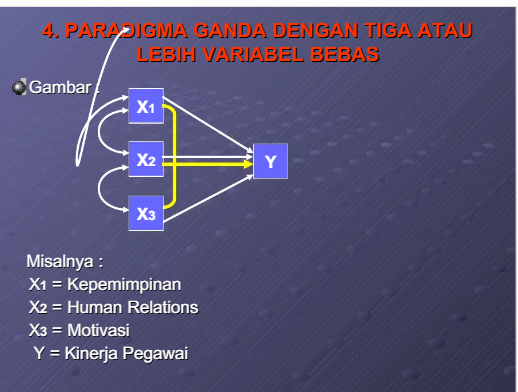 4. PARADIGMA GANDA DENGAN TIGA ATAU
LEBIH VARIABEL BEBAS
Gambar :
X1
X2
Y
X3
Misalnya :
X1 = Kepemimpinan
X2 = Human Relations
X3 = Motivasi
Y = Kinerja Pegawai